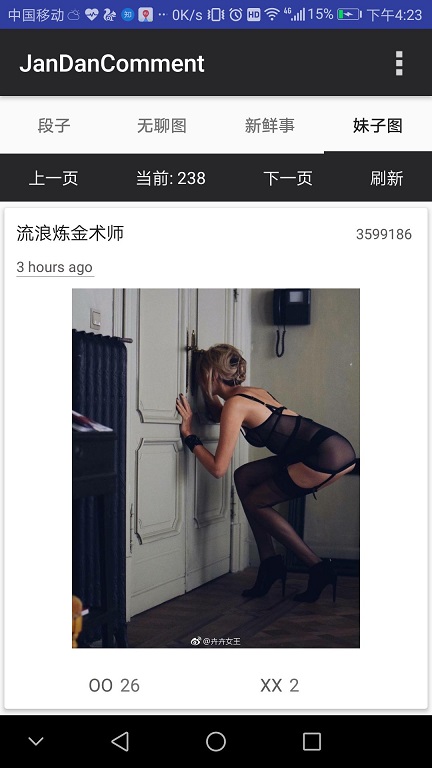 中国移动 ·· 0K/s HD 4G 15% 下午4:23
JanDanComment
段子 无聊图 新鲜事 妹子图
上一页 当前: 238 下一页 刷新
流浪炼金术师 3599186
3 hours ago
@卉卉女王
OO 26 XX 2